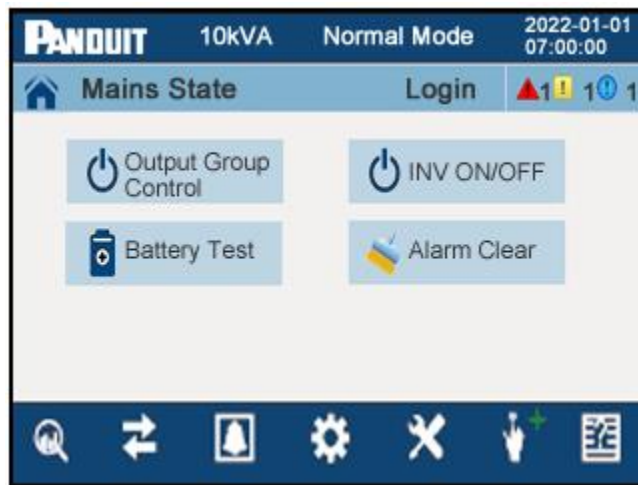 PANDUIT 10kVA Normal Mode 2022-01-01
07:00:00
Mains State Login 1 1 1
Output Group
Control
INV ON/OFF
Battery Test
Alarm Clear